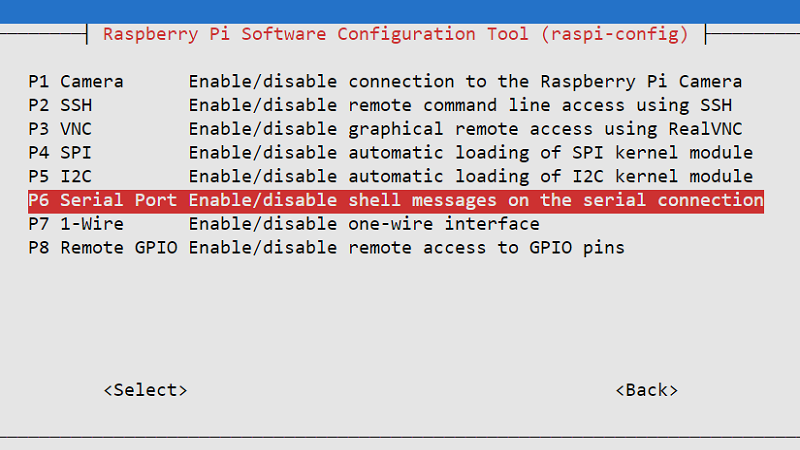 Raspberry Pi Software Configuration Tool (raspi-config)
P1 Camera Enable/disable connection to the Raspberry Pi Camera
P2 SSH Enable/disable remote command line access using SSH
P3 VNC Enable/disable graphical remote access using RealVNC
P4 SPI Enable/disable automatic loading of SPI kernel module
P5 I2C Enable/disable automatic loading of I2C kernel module
P6 Serial Port Enable/disable shell messages on the serial connection
P7 1-Wire Enable/disable one-wire interface
P8 Remote GPIO Enable/disable remote access to GPIO pins
<Select> <Back>